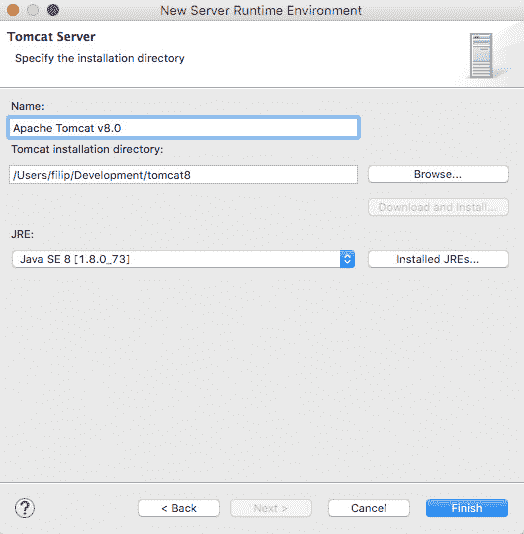 New Server Runtime Environment
Tomcat Server
Specify the installation directory
Name:
Apache Tomcat v8.0
Tomcat installation directory:
/Users/filip/Development/tomcat8
Browse...
Download and Install...
JRE:
Java SE 8 [1.8.0_73]
Installed JREs...
?
< Back
Next >
Cancel
Finish